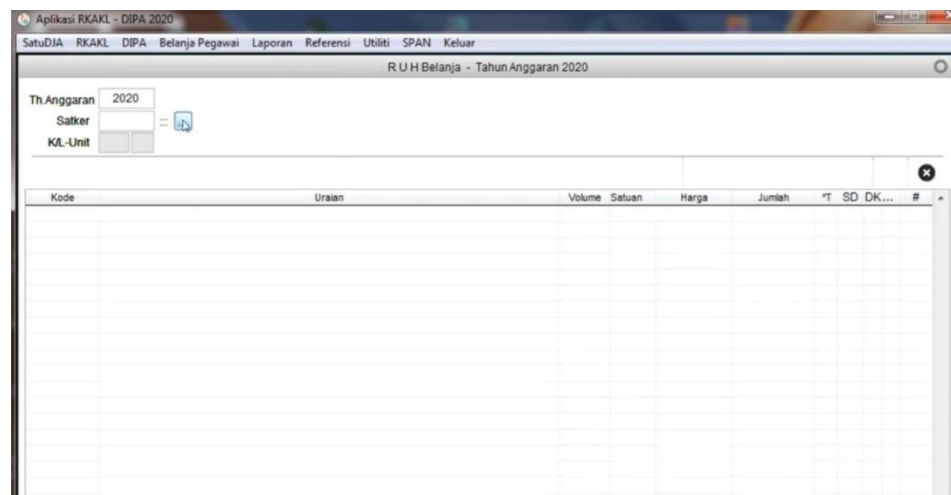 Aplikasi RKAKL - DIPA 2020
SatuDJA RKAKL DIPA Belanja Pegawai Laporan Referensi Utiliti SPAN Keluar
R U H Belanja - Tahun Anggaran 2020
Th.Anggaran 2020
Satker :::
K/L-Unit
Kode Uraian Volume Satuan Harga Jumlah *T SD DK... #